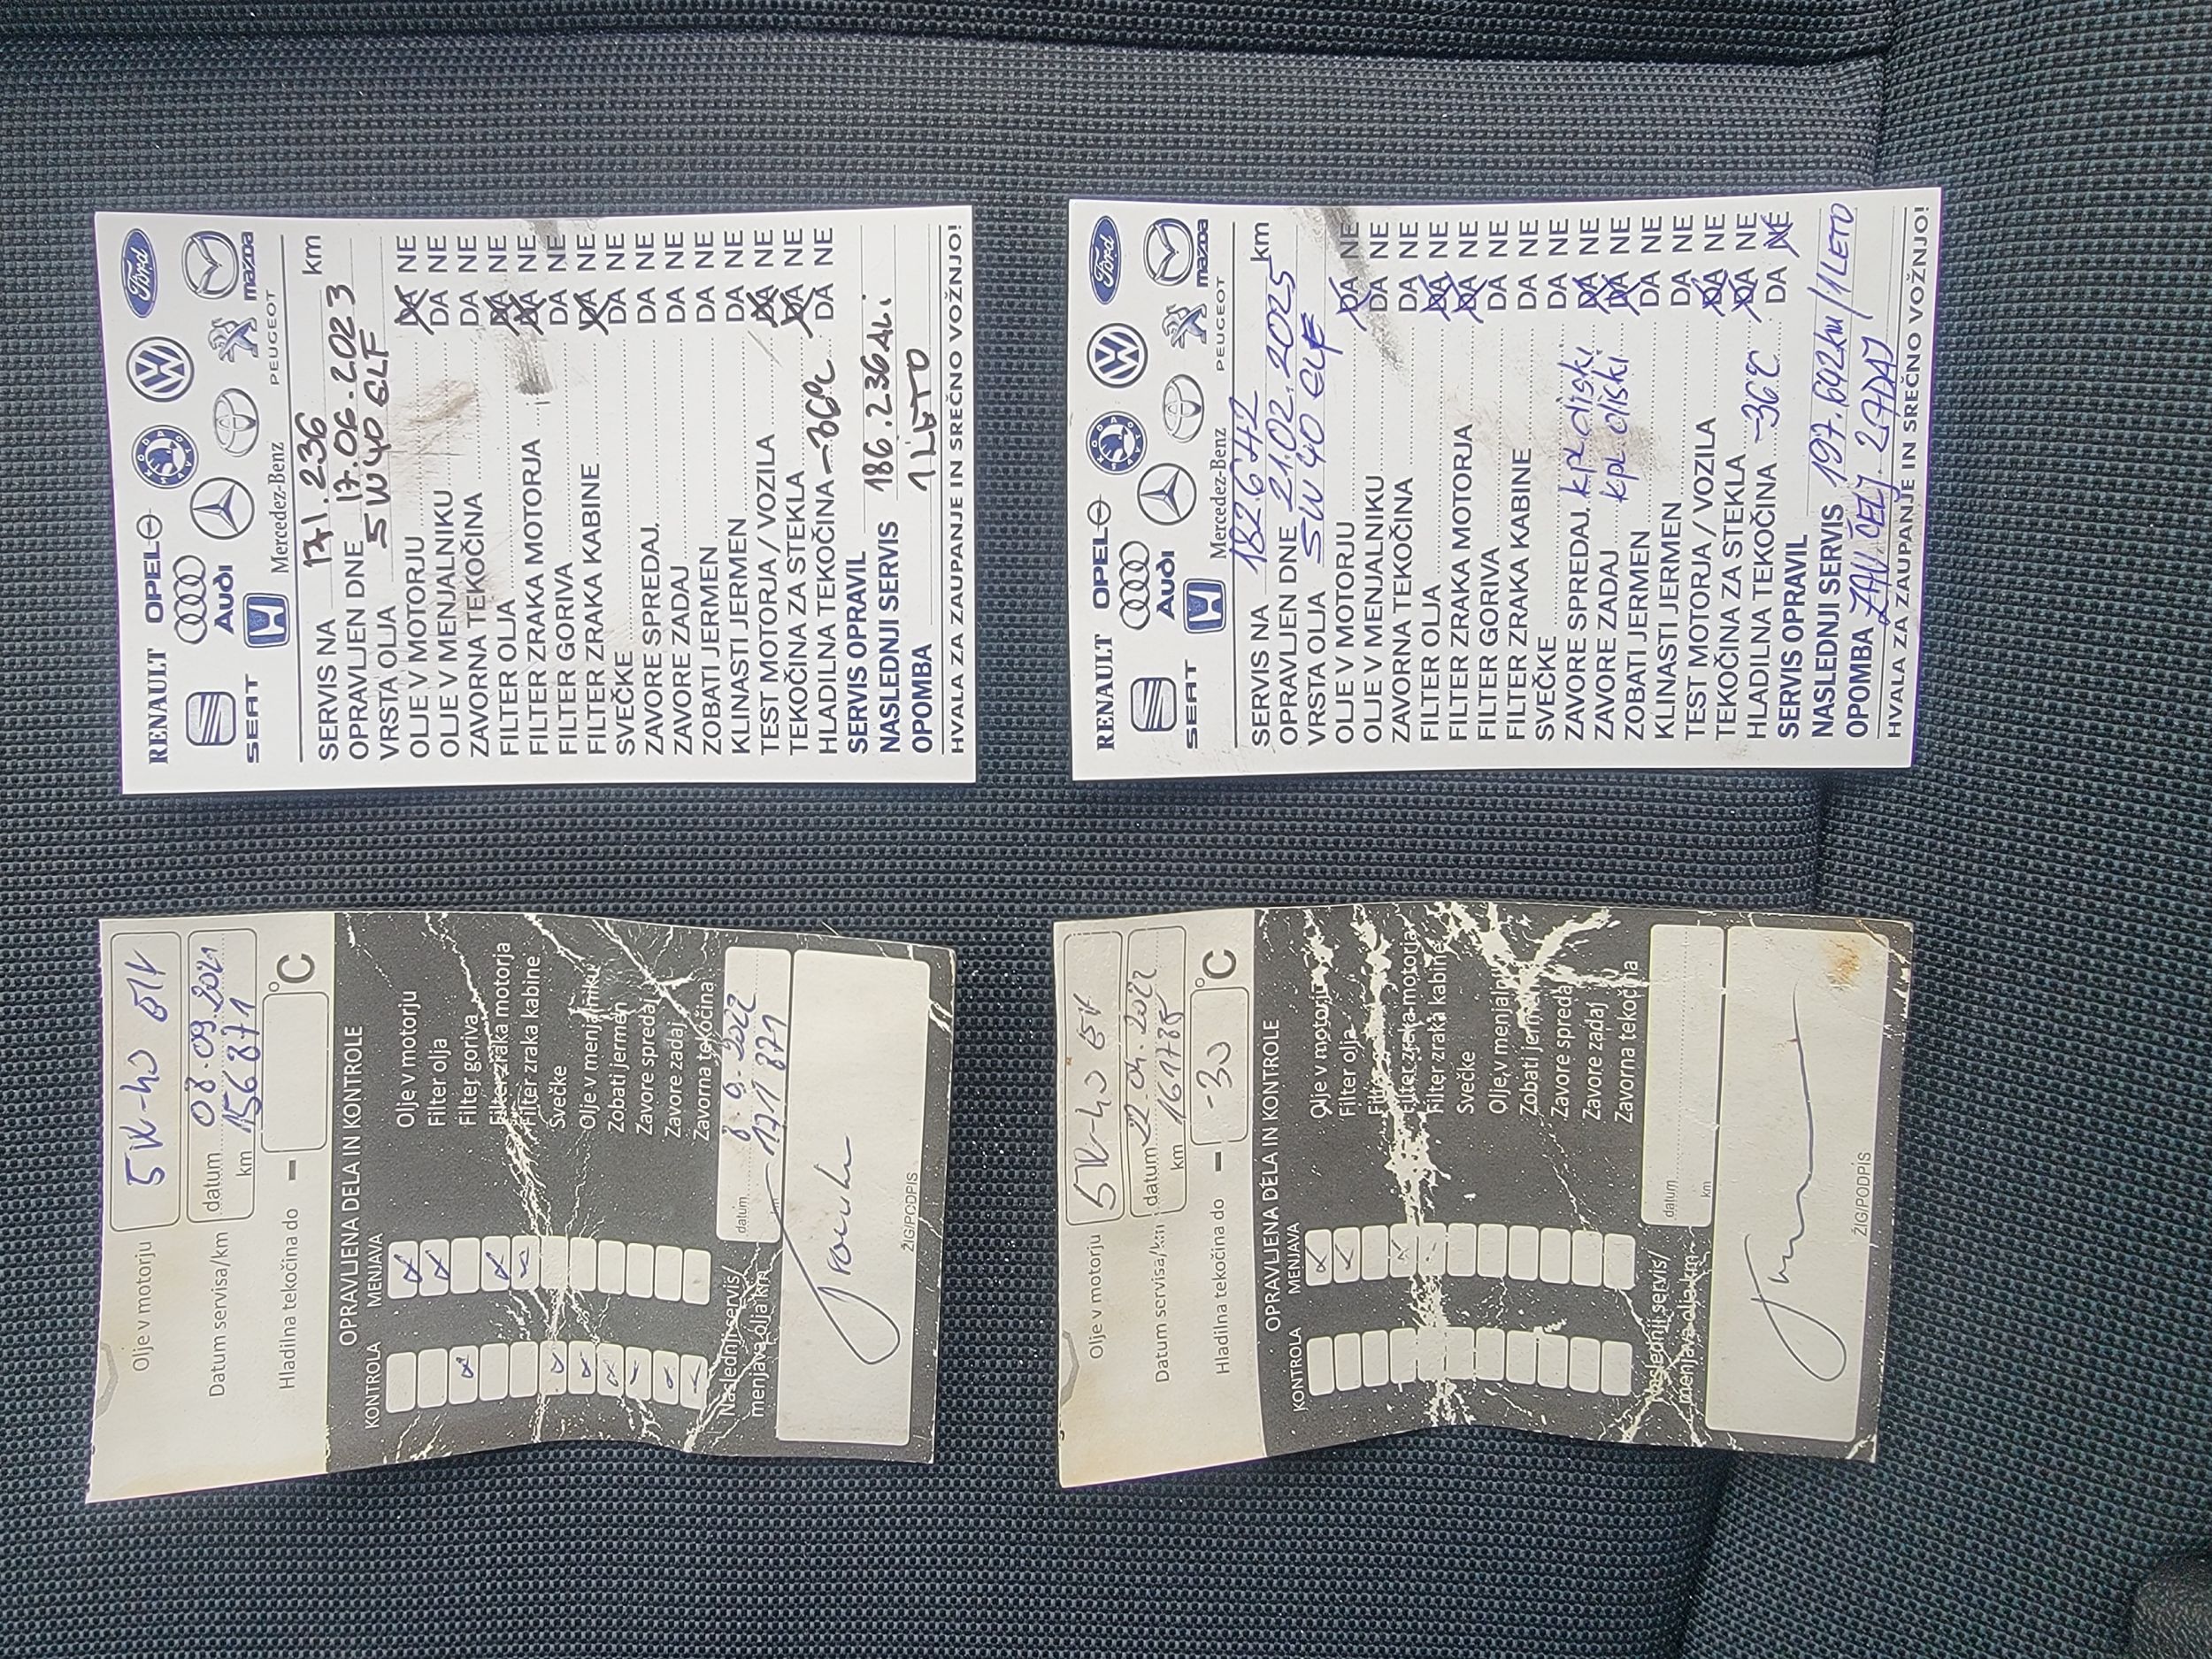 RENAULT OPEL Ford
Audi SKODA VW
SEAT Mercedez-Benz PEUGEOT mazda
SERVIS NA 171.236 km
OPRAVLJEN DNE 17.06.2023
VRSTA OLJA 5W40 ELF
OLJE V MOTORJU DA NE
OLJE V MENJALNIKU DA NE
ZAVORNA TEKOČINA DA NE
FILTER OLJA DA NE
FILTER ZRAKA MOTORJA DA NE
FILTER GORIVA DA NE
FILTER ZRAKA KABINE DA NE
SVEČKE DA NE
ZAVORE SPREDAJ DA NE
ZAVORE ZADAJ DA NE
ZOBATI JERMEN DA NE
KLINASTI JERMEN DA NE
TEST MOTORJA / VOZILA DA NE
TEKOČINA ZA STEKLA DA NE
HLADILNA TEKOČINA -36°C DA NE
SERVIS OPRAVIL
NASLEDNJI SERVIS 186.236 ali
OPOMBA 1 LETO
HVALA ZA ZAUPANJE IN SREČNO VOŽNJO!
RENAULT OPEL Ford
Audi SKODA VW
SEAT Mercedez-Benz PEUGEOT mazda
SERVIS NA 182642 km
OPRAVLJEN DNE 21.02.2025
VRSTA OLJA 5W40 ELF
OLJE V MOTORJU DA NE
OLJE V MENJALNIKU DA NE
ZAVORNA TEKOČINA DA NE
FILTER OLJA DA NE
FILTER ZRAKA MOTORJA DA NE
FILTER GORIVA DA NE
FILTER ZRAKA KABINE DA NE
SVEČKE DA NE
ZAVORE SPREDAJ kpl diski DA NE
ZAVORE ZADAJ kpl diski DA NE
ZOBATI JERMEN DA NE
KLINASTI JERMEN DA NE
TEST MOTORJA / VOZILA DA NE
TEKOČINA ZA STEKLA DA NE
HLADILNA TEKOČINA -36°C DA NE
SERVIS OPRAVIL
NASLEDNJI SERVIS 197.642km/1LETO
OPOMBA ZAV ČELJ. ZADAJ
HVALA ZA ZAUPANJE IN SREČNO VOŽNJO!
Olje v motorju 5W-40
Datum servisa/km datum 08.09.2021
km 156871
Hladilna tekočina do - °C
OPRAVLJENA DELA IN KONTROLE
KONTROLA MENJAVA
Olje v motorju
Filter olja
Filter goriva
Filter zraka motorja
Filter zraka kabine
Svečke
Olje v menjalniku
Zobati jermen
Zavore spredaj
Zavore zadaj
Zavorna tekočina
Naslednji servis/ datum 8.9.2022
menjava olja km 171871
ŽIG/PODPIS
Olje v motorju 5W-40
Datum servisa/km datum 22.04.2022
km 161785
Hladilna tekočina do - -30 °C
OPRAVLJENA DELA IN KONTROLE
KONTROLA MENJAVA
Olje v motorju
Filter olja
Filter zraka motorja
Filter zraka kabine
Svečke
Olje v menjalniku
Zobati jermen
Zavore spredaj
Zavore zadaj
Zavorna tekočina
Naslednji servis/ datum
menjava olja km km
ŽIG/PODPIS